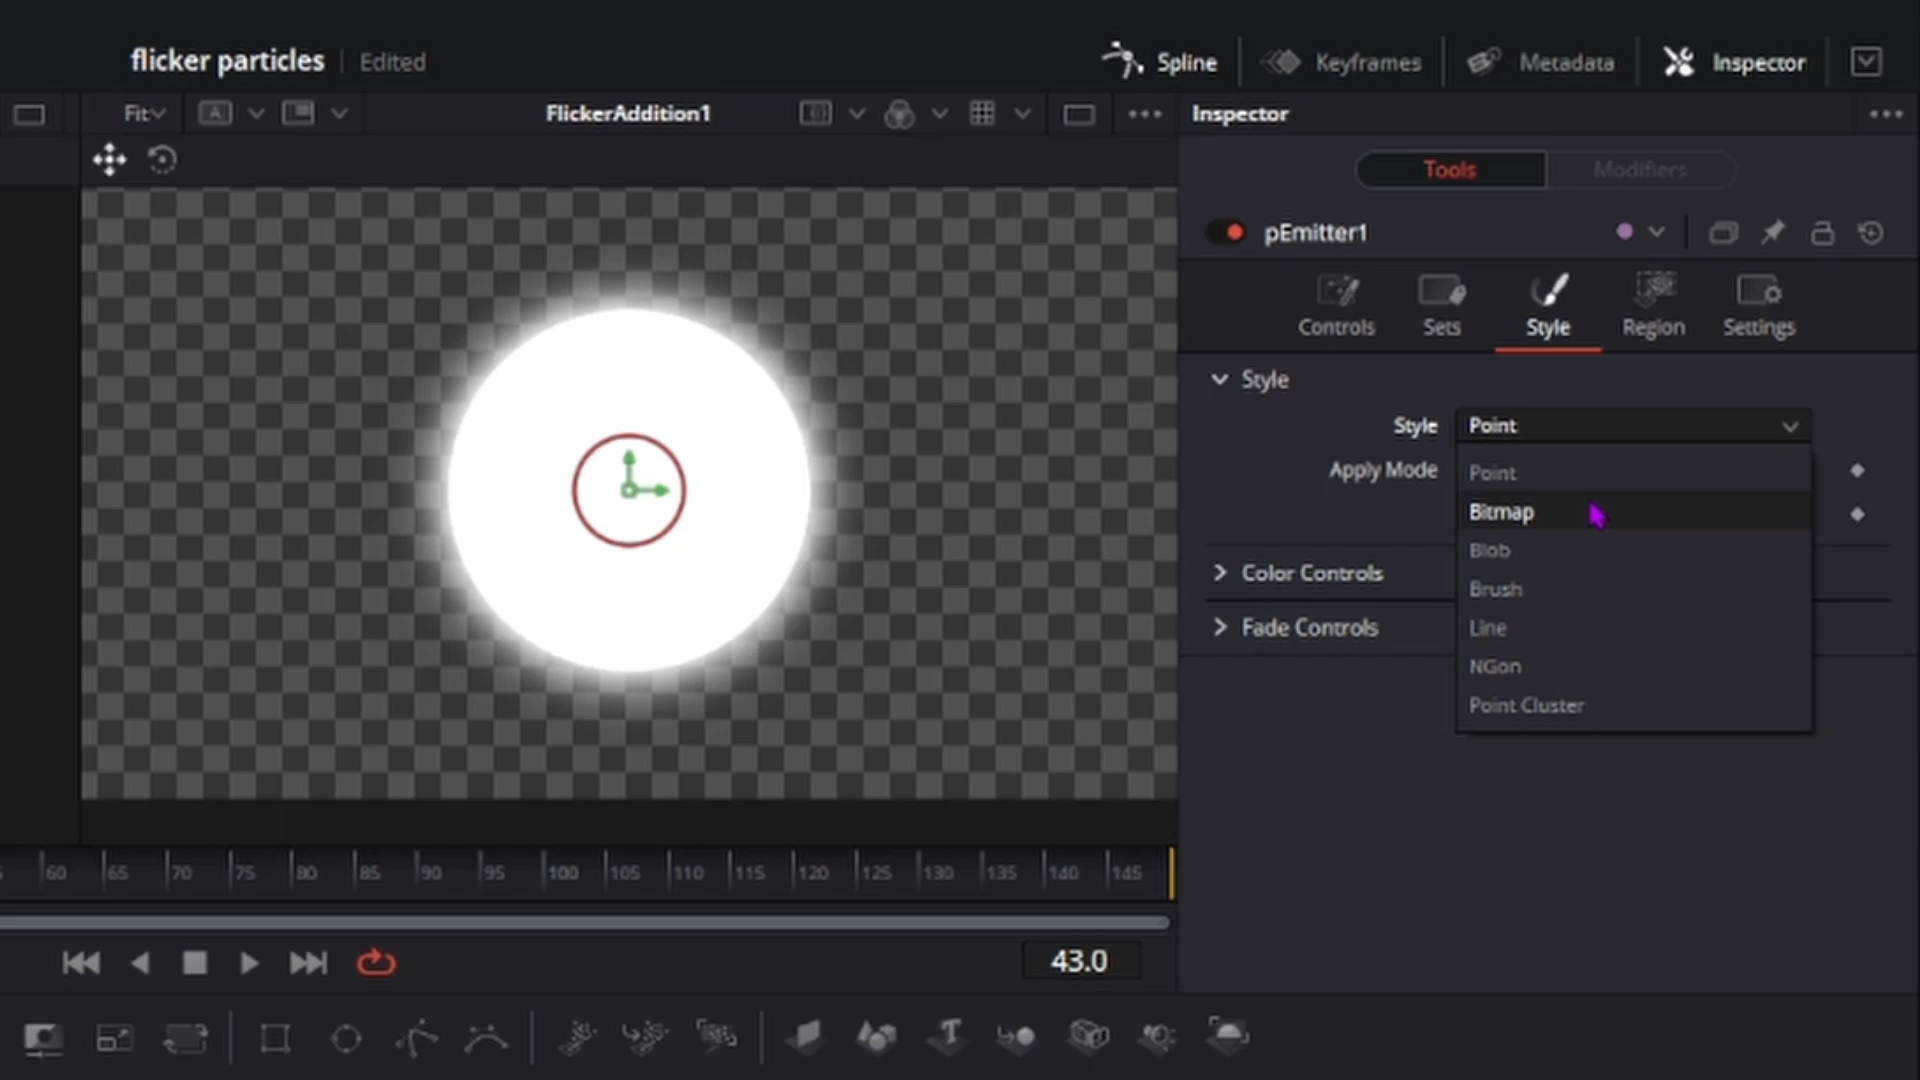 flicker particles
Edited
Spline
Keyframes
Metadata
Inspector
Fit
A
FlickerAddition1
Inspector
Tools
Modifiers
pEmitter1
Controls
Sets
Style
Region
Settings
Style
Style
Point
Apply Mode
Point
Bitmap
Blob
Color Controls
Brush
Fade Controls
Line
NGon
Point Cluster
60 65 70 75 80 85 90 95 100 105 110 115 120 125 130 135 140 145
43.0
T